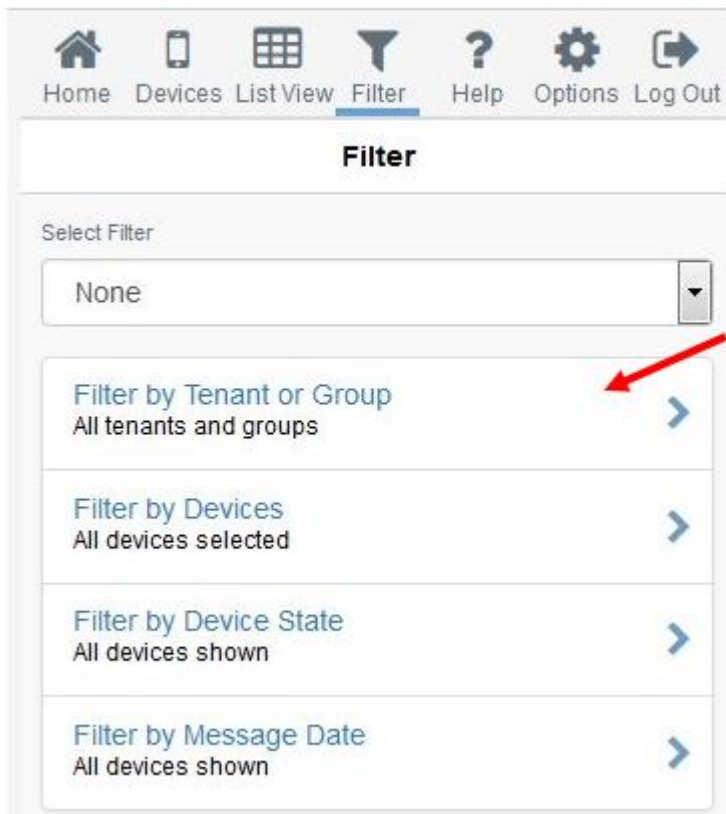 Home Devices List View Filter Help Options Log Out
Filter
Select Filter
None
Filter by Tenant or Group
All tenants and groups
Filter by Devices
All devices selected
Filter by Device State
All devices shown
Filter by Message Date
All devices shown